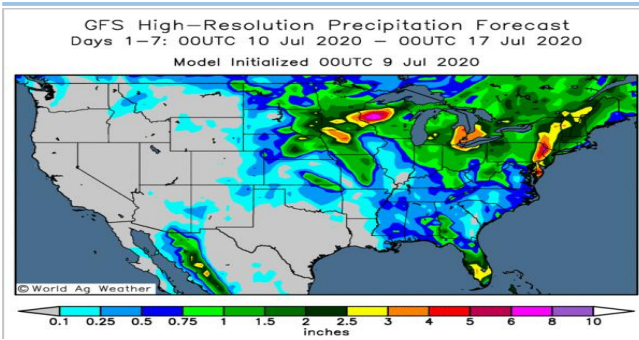 GFS High-Resolution Precipitation Forecast
Days 1-7: 00UTC 10 Jul 2020 - 00UTC 17 Jul 2020
Model Initialized 00UTC 9 Jul 2020
©World Ag Weather
0.1 0.25 0.5 0.75 1 1.5 2 2.5 3 4 5 6 8 10
inches